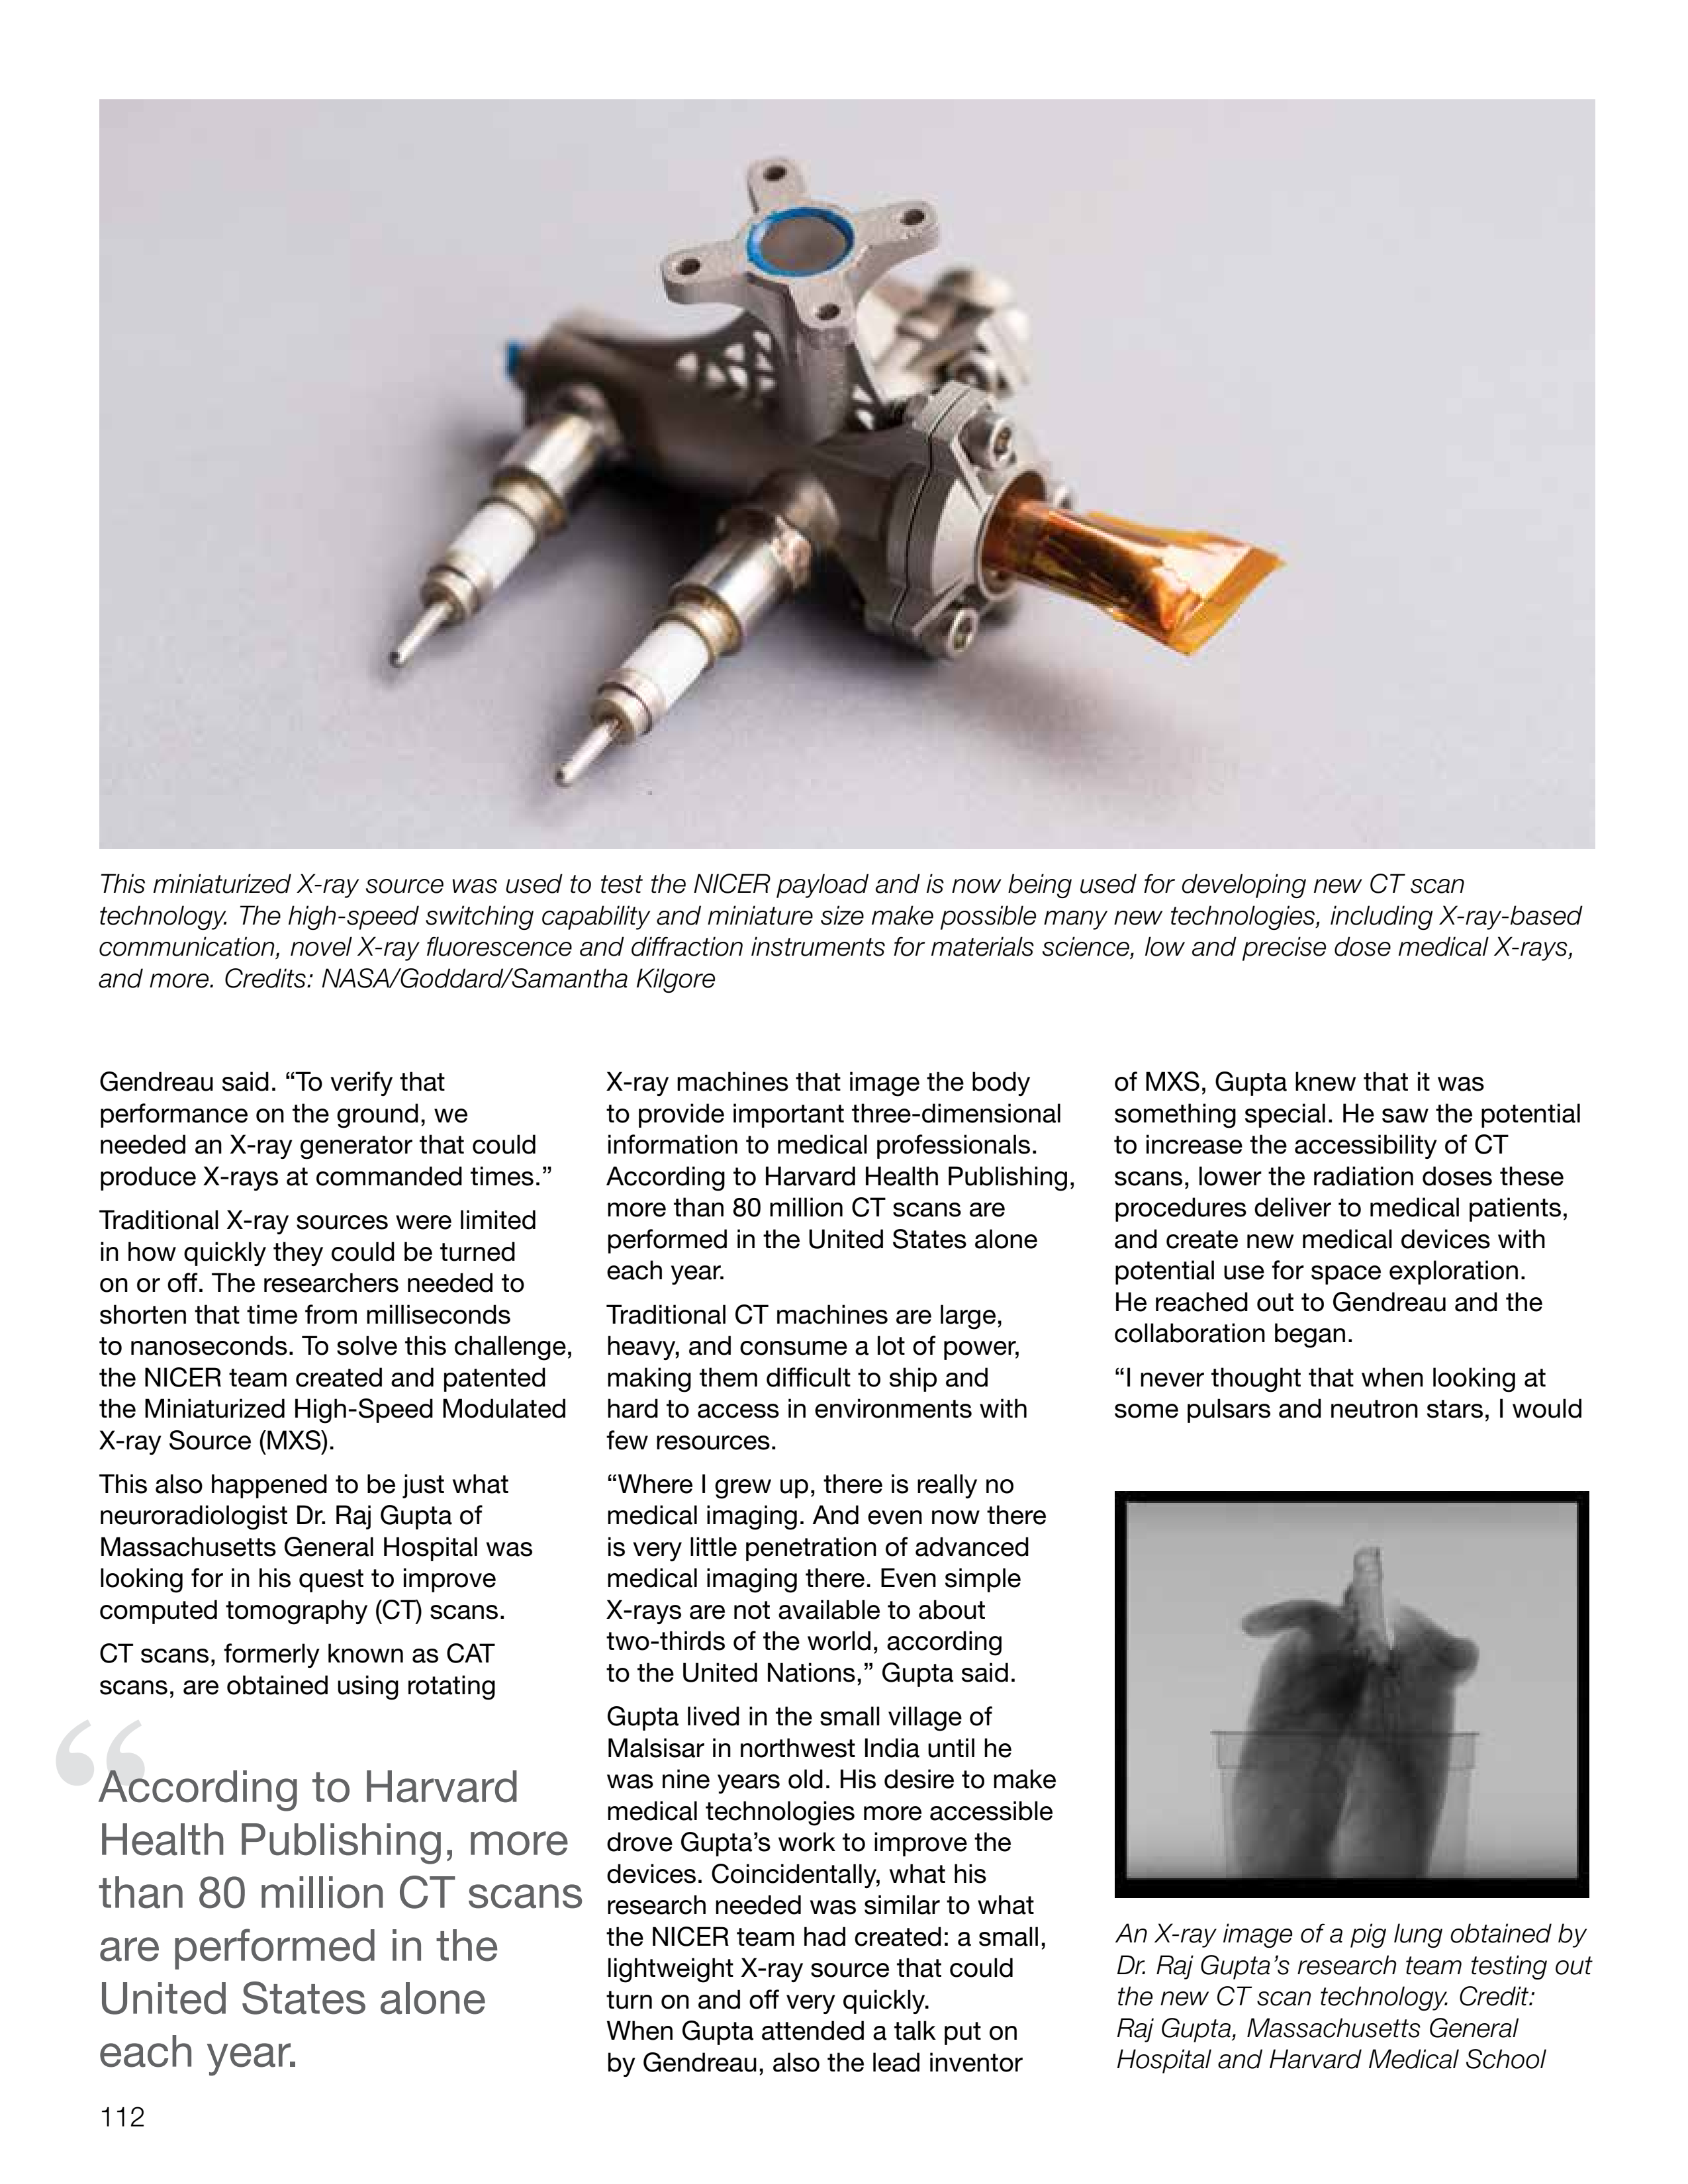 This miniaturized X-ray source was used to test the NICER payload and is now being used for developing new CT scan
technology. The high-speed switching capability and miniature size make possible many new technologies, including X-ray-based
communication, novel X-ray fluorescence and diffraction instruments for materials science, low and precise dose medical X-rays,
and more. Credits: NASA/Goddard/Samantha Kilgore
Gendreau said. “To verify that
performance on the ground, we
needed an X-ray generator that could
produce X-rays at commanded times.”
Traditional X-ray sources were limited
in how quickly they could be turned
on or off. The researchers needed to
shorten that time from milliseconds
to nanoseconds. To solve this challenge,
the NICER team created and patented
the Miniaturized High-Speed Modulated
X-ray Source (MXS).
This also happened to be just what
neuroradiologist Dr. Raj Gupta of
Massachusetts General Hospital was
looking for in his quest to improve
computed tomography (CT) scans.
CT scans, formerly known as CAT
scans, are obtained using rotating
“
According to Harvard
Health Publishing, more
than 80 million CT scans
are performed in the
United States alone
each year.
X-ray machines that image the body
to provide important three-dimensional
information to medical professionals.
According to Harvard Health Publishing,
more than 80 million CT scans are
performed in the United States alone
each year.
Traditional CT machines are large,
heavy, and consume a lot of power,
making them difficult to ship and
hard to access in environments with
few resources.
“Where I grew up, there is really no
medical imaging. And even now there
is very little penetration of advanced
medical imaging there. Even simple
X-rays are not available to about
two-thirds of the world, according
to the United Nations,” Gupta said.
Gupta lived in the small village of
Malsisar in northwest India until he
was nine years old. His desire to make
medical technologies more accessible
drove Gupta’s work to improve the
devices. Coincidentally, what his
research needed was similar to what
the NICER team had created: a small,
lightweight X-ray source that could
turn on and off very quickly.
When Gupta attended a talk put on
by Gendreau, also the lead inventor
of MXS, Gupta knew that it was
something special. He saw the potential
to increase the accessibility of CT
scans, lower the radiation doses these
procedures deliver to medical patients,
and create new medical devices with
potential use for space exploration.
He reached out to Gendreau and the
collaboration began.
“I never thought that when looking at
some pulsars and neutron stars, I would
An X-ray image of a pig lung obtained by
Dr. Raj Gupta’s research team testing out
the new CT scan technology. Credit:
Raj Gupta, Massachusetts General
Hospital and Harvard Medical School
112